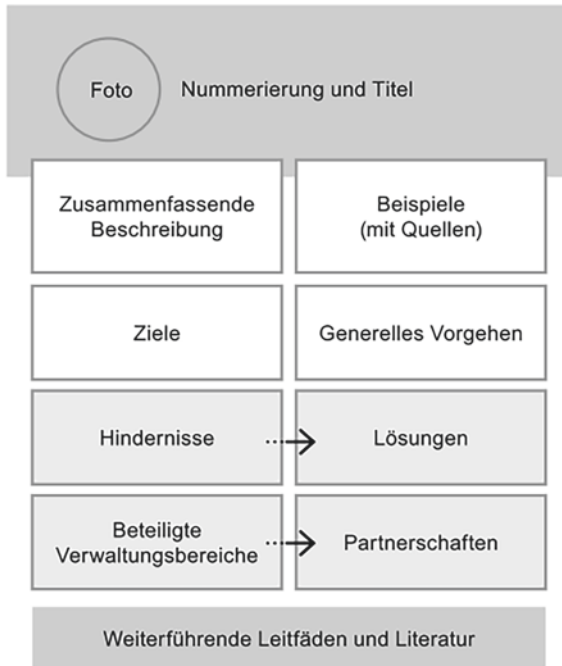 Foto
Nummerierung und Titel
Zusammenfassende
Beschreibung
Beispiele
(mit Quellen)
Ziele
Generelles Vorgehen
Hindernisse
Lösungen
Beteiligte
Verwaltungsbereiche
Partnerschaften
Weiterführende Leitfäden und Literatur